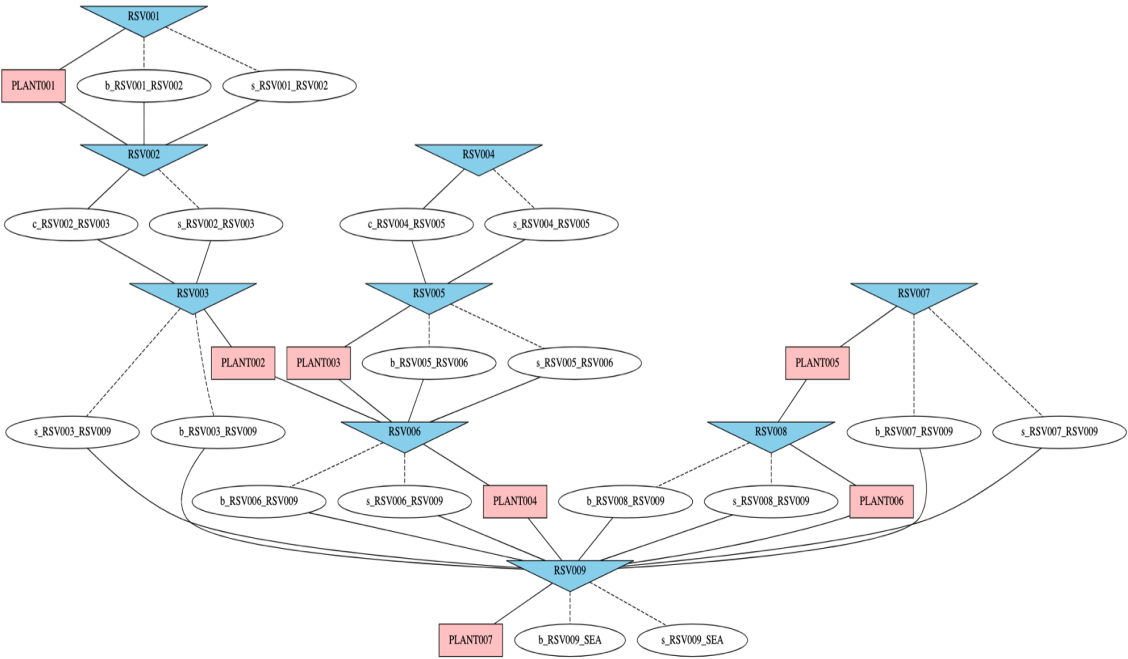 RSV001
PLANT001
b_RSV001_RSV002
s_RSV001_RSV002
RSV002
RSV004
c_RSV002_RSV003
s_RSV002_RSV003
c_RSV004_RSV005
s_RSV004_RSV005
RSV003
RSV005
RSV007
PLANT002
PLANT003
b_RSV005_RSV006
s_RSV005_RSV006
PLANT005
s_RSV003_RSV009
b_RSV003_RSV009
RSV006
RSV008
b_RSV007_RSV009
s_RSV007_RSV009
b_RSV006_RSV009
s_RSV006_RSV009
PLANT004
b_RSV008_RSV009
s_RSV008_RSV009
PLANT006
RSV009
PLANT007
b_RSV009_SEA
s_RSV009_SEA